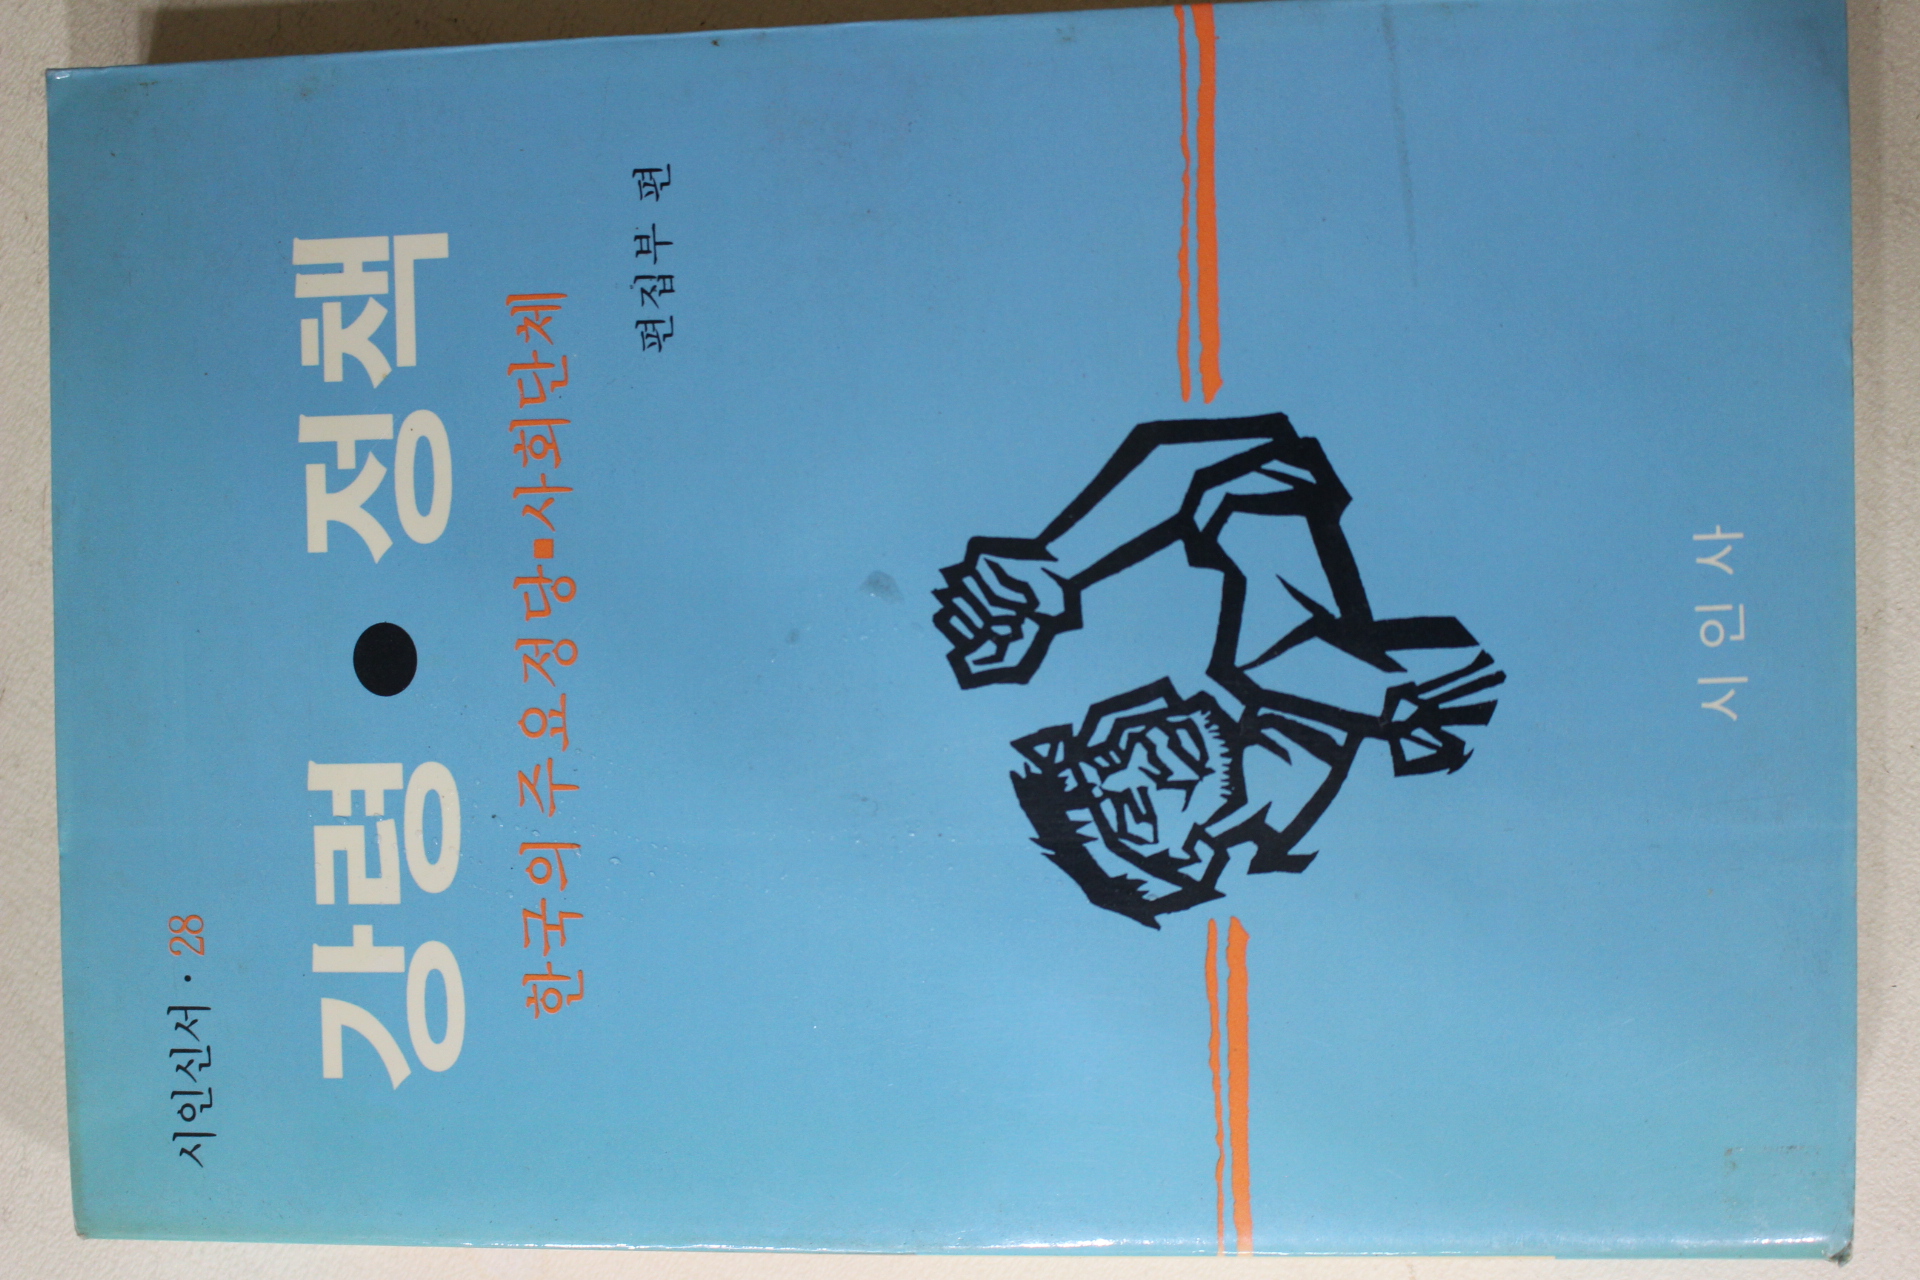 시인신서 · 28
강령 ● 정책
한국의 주요정당■사회단체
편집부 편
시인사